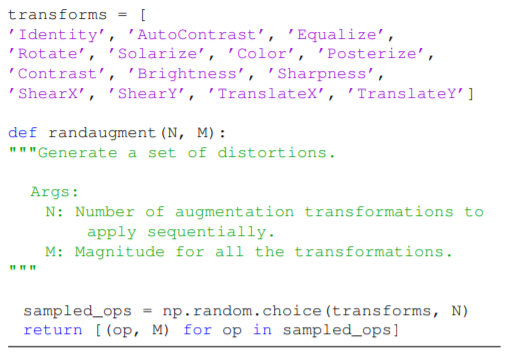 transforms = [
’Identity’, ’AutoContrast’, ’Equalize’,
’Rotate’, ’Solarize’, ’Color’, ’Posterize’,
’Contrast’, ’Brightness’, ’Sharpness’,
’ShearX’, ’ShearY’, ’TranslateX’, ’TranslateY’]
def randaugment(N, M):
"""Generate a set of distortions.
Args:
N: Number of augmentation transformations to
apply sequentially.
M: Magnitude for all the transformations.
"""
sampled_ops = np.random.choice(transforms, N)
return [(op, M) for op in sampled_ops]